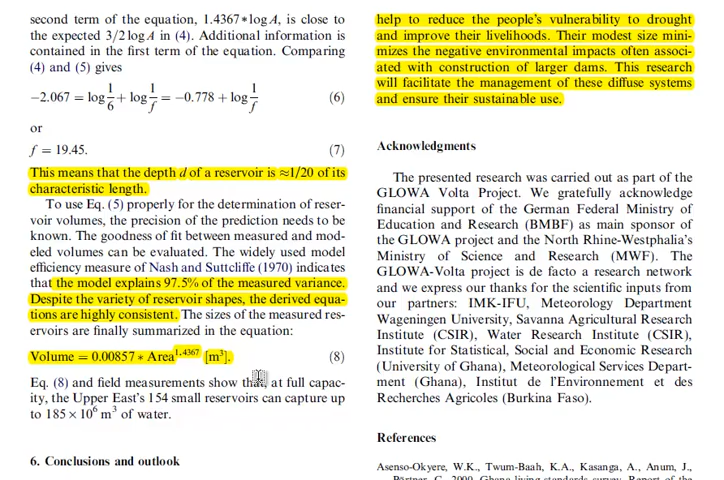 second term of the equation, 1.4367 * log A, is close to
the expected 3/2 log A in (4). Additional information is
contained in the first term of the equation. Comparing
(4) and (5) gives
−2.067 = log 1/6 + log 1/f = −0.778 + log 1/f (6)
or
f = 19.45. (7)
This means that the depth d of a reservoir is ≈1/20 of its
characteristic length.
To use Eq. (5) properly for the determination of reser-
voir volumes, the precision of the prediction needs to be
known. The goodness of fit between measured and mod-
eled volumes can be evaluated. The widely used model
efficiency measure of Nash and Suttcliffe (1970) indicates
that the model explains 97.5% of the measured variance.
Despite the variety of reservoir shapes, the derived equa-
tions are highly consistent. The sizes of the measured res-
ervoirs are finally summarized in the equation:
Volume = 0.00857 * Area^1.4367 [m³]. (8)
Eq. (8) and field measurements show that, at full capac-
ity, the Upper East's 154 small reservoirs can capture up
to 185 × 10⁶ m³ of water.
6. Conclusions and outlook
help to reduce the people's vulnerability to drought
and improve their livelihoods. Their modest size mini-
mizes the negative environmental impacts often associ-
ated with construction of larger dams. This research
will facilitate the management of these diffuse systems
and ensure their sustainable use.
Acknowledgments
The presented research was carried out as part of the
GLOWA Volta Project. We gratefully acknowledge
financial support of the German Federal Ministry of
Education and Research (BMBF) as main sponsor of
the GLOWA project and the North Rhine-Westphalia's
Ministry of Science and Research (MWF). The
GLOWA-Volta project is de facto a research network
and we express our thanks for the scientific inputs from
our partners: IMK-IFU, Meteorology Department
Wageningen University, Savanna Agricultural Research
Institute (CSIR), Water Research Institute (CSIR),
Institute for Statistical, Social and Economic Research
(University of Ghana), Meteorological Services Depart-
ment (Ghana), Institut de l'Environnement et des
Recherches Agricoles (Burkina Faso).
References
Asenso-Okyere, W.K., Twum-Baah, K.A., Kasanga, A., Anum, J.,
C. 2000. Ghana living standards survey. Report of the